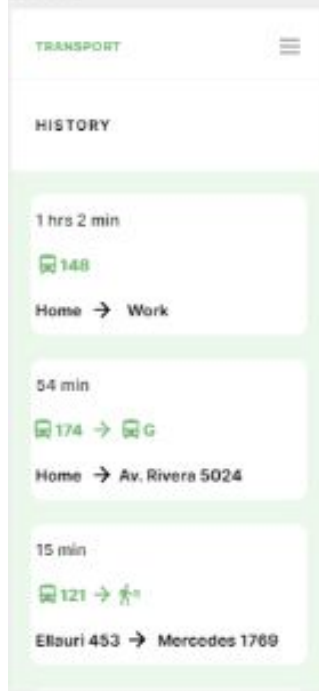 TRANSPORT
HISTORY
1 hrs 2 min
148
Home → Work
54 min
174 → G
Home → Av. Rivera 5024
15 min
121 →
Ellauri 453 → Mercedes 1769